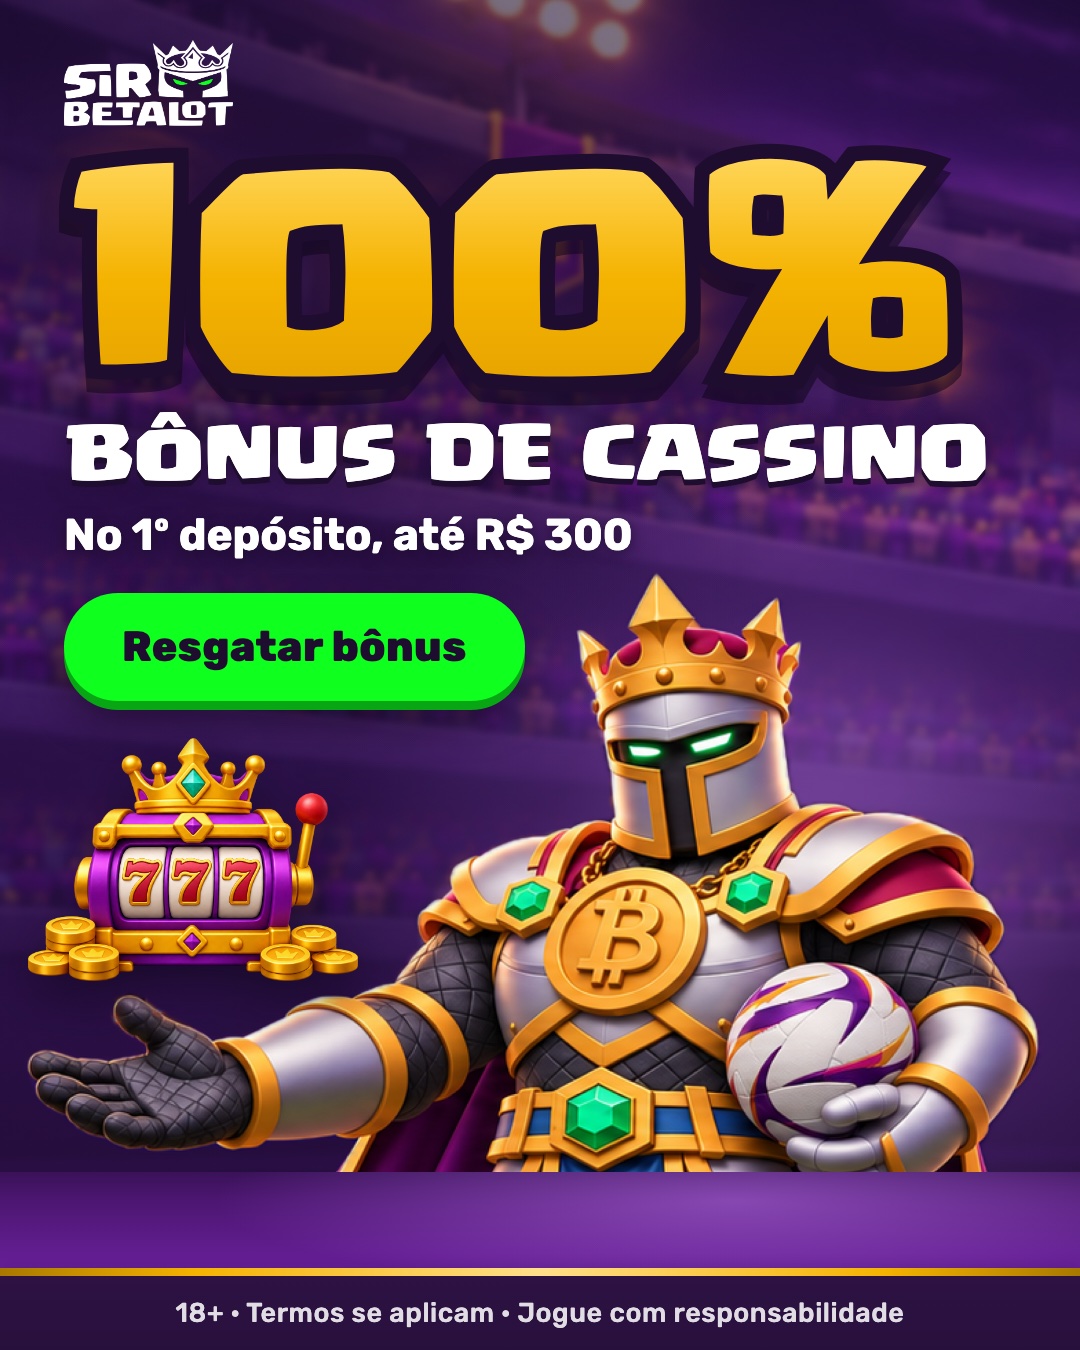 SIR
BETALOT
100%
BÔNUS DE CASSINO
No 1º depósito, até R$ 300
Resgatar bônus
777
18+ • Termos se aplicam • Jogue com responsabilidade